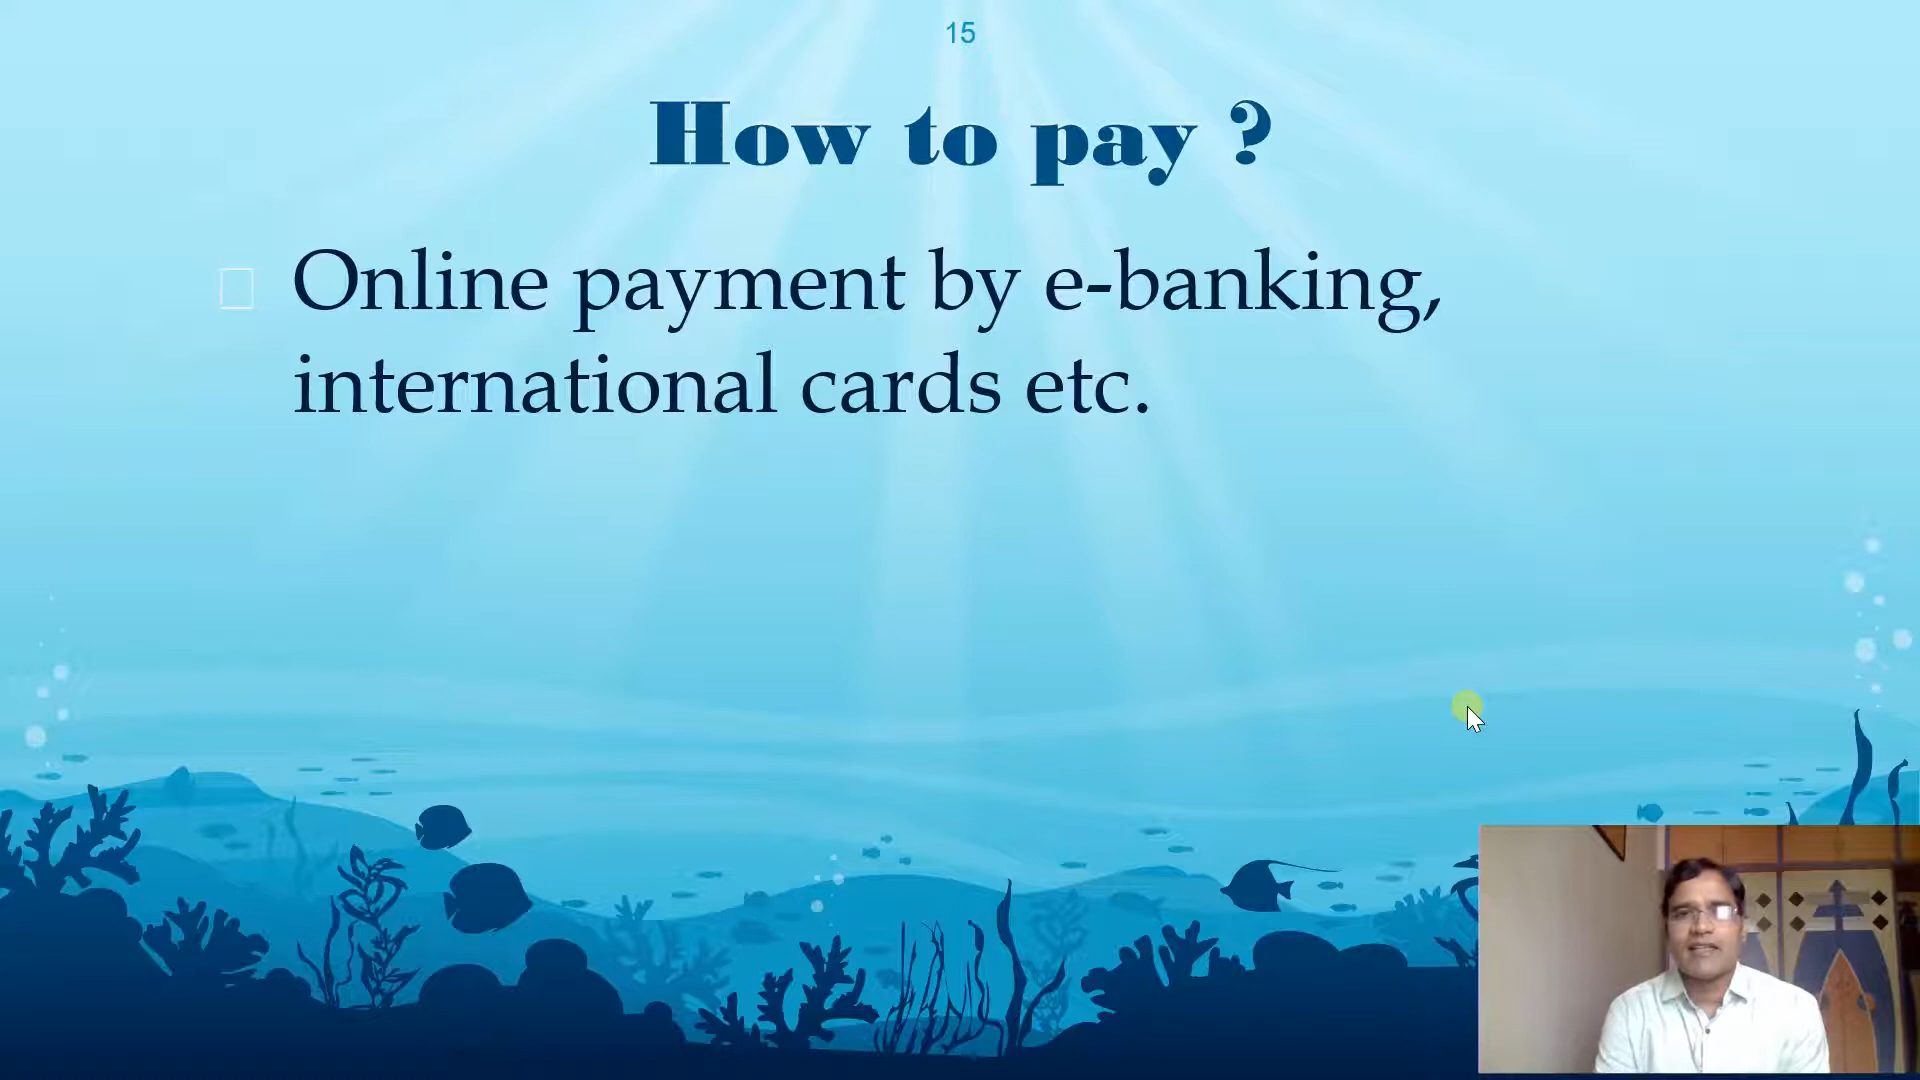 15
How to pay ?
Online payment by e-banking,
international cards etc.